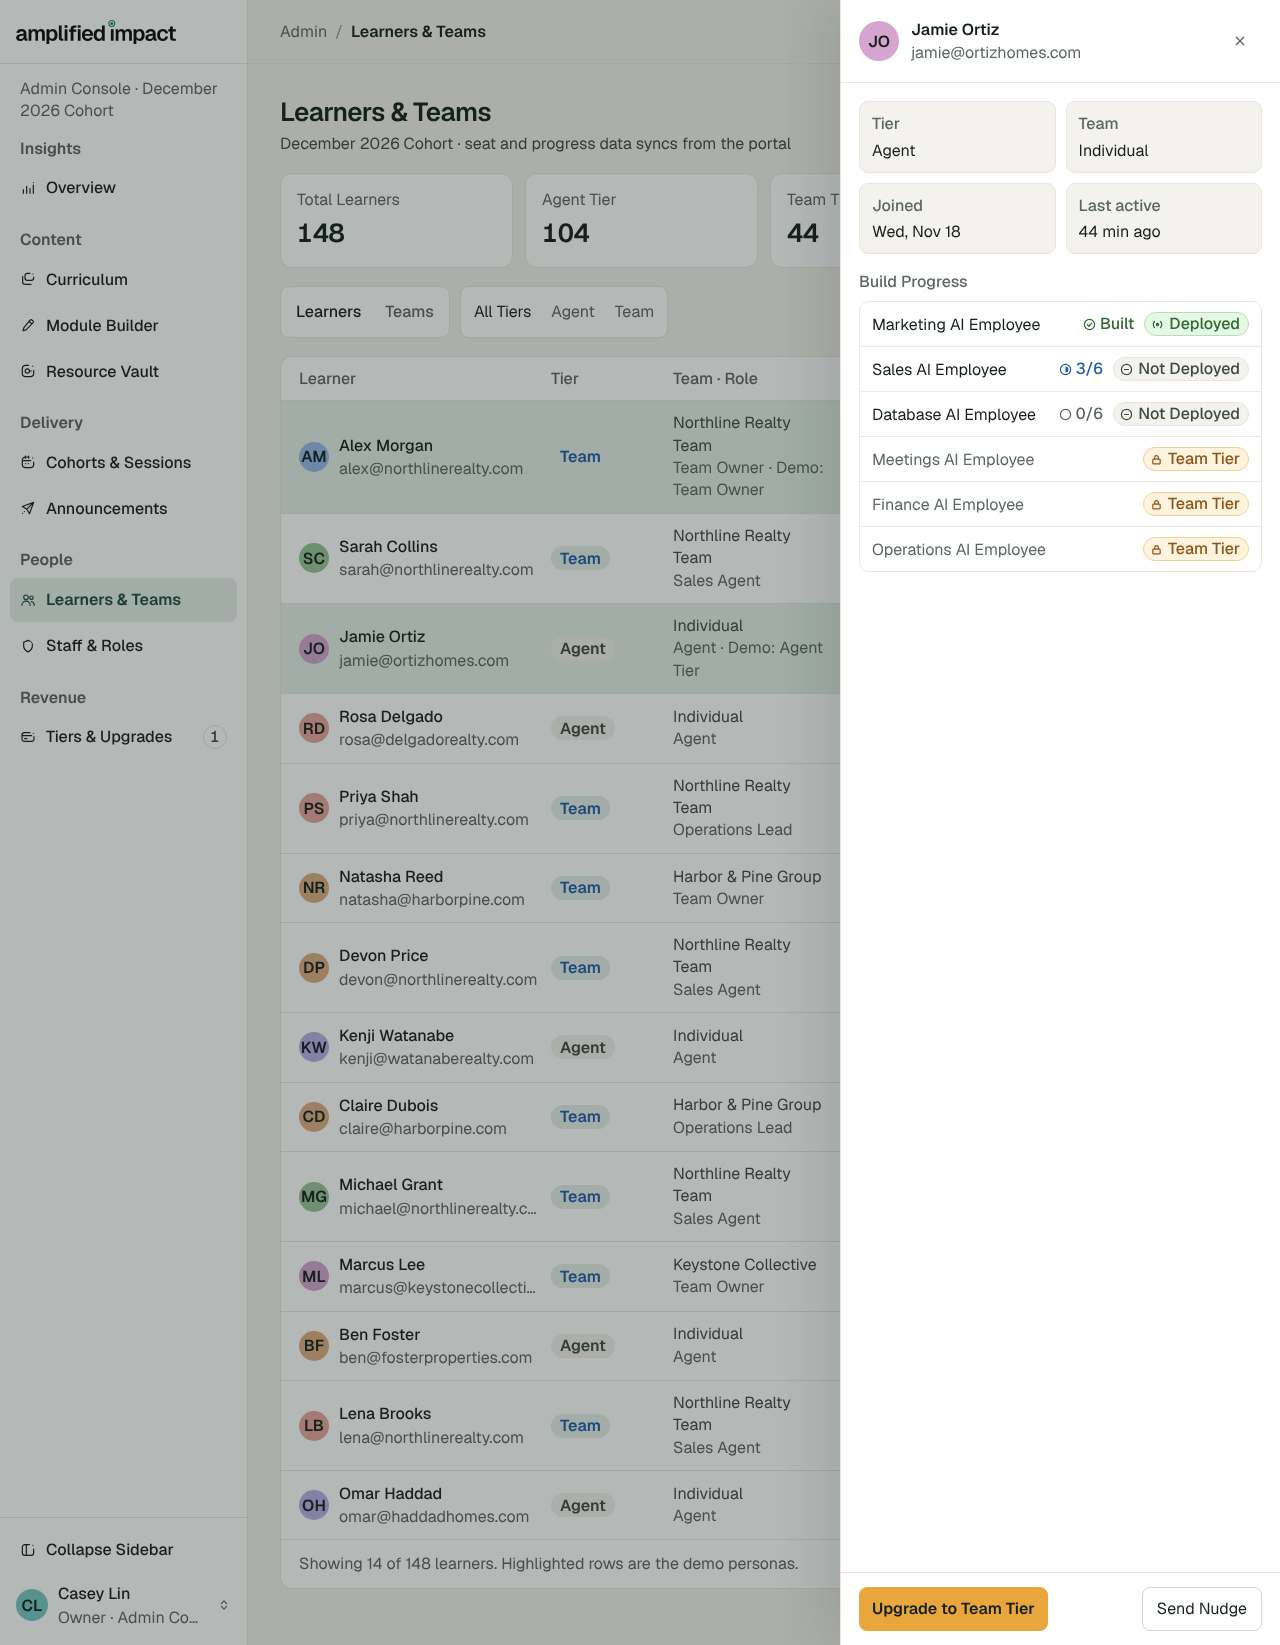 amplified impact
Admin Console · December
2026 Cohort
Insights
Overview
Content
Curriculum
Module Builder
Resource Vault
Delivery
Cohorts & Sessions
Announcements
People
Learners & Teams
Staff & Roles
Revenue
Tiers & Upgrades 1
Collapse Sidebar
CL
Casey Lin
Owner · Admin Co...
Admin / Learners & Teams
Learners & Teams
December 2026 Cohort · seat and progress data syncs from the portal
Total Learners
148
Agent Tier
104
Team T
44
Learners Teams
All Tiers Agent Team
Learner Tier Team · Role
AM
Alex Morgan
alex@northlinerealty.com
Team
Northline Realty
Team
Team Owner · Demo:
Team Owner
SC
Sarah Collins
sarah@northlinerealty.com
Team
Northline Realty
Team
Sales Agent
JO
Jamie Ortiz
jamie@ortizhomes.com
Agent
Individual
Agent · Demo: Agent
Tier
RD
Rosa Delgado
rosa@delgadorealty.com
Agent
Individual
Agent
PS
Priya Shah
priya@northlinerealty.com
Team
Northline Realty
Team
Operations Lead
NR
Natasha Reed
natasha@harborpine.com
Team
Harbor & Pine Group
Team Owner
DP
Devon Price
devon@northlinerealty.com
Team
Northline Realty
Team
Sales Agent
KW
Kenji Watanabe
kenji@watanaberealty.com
Agent
Individual
Agent
CD
Claire Dubois
claire@harborpine.com
Team
Harbor & Pine Group
Operations Lead
MG
Michael Grant
michael@northlinerealty.c...
Team
Northline Realty
Team
Sales Agent
ML
Marcus Lee
marcus@keystonecollecti...
Team
Keystone Collective
Team Owner
BF
Ben Foster
ben@fosterproperties.com
Agent
Individual
Agent
LB
Lena Brooks
lena@northlinerealty.com
Team
Northline Realty
Team
Sales Agent
OH
Omar Haddad
omar@haddadhomes.com
Agent
Individual
Agent
Showing 14 of 148 learners. Highlighted rows are the demo personas.
JO
Jamie Ortiz
jamie@ortizhomes.com
Tier
Agent
Team
Individual
Joined
Wed, Nov 18
Last active
44 min ago
Build Progress
Marketing AI Employee Built Deployed
Sales AI Employee 3/6 Not Deployed
Database AI Employee 0/6 Not Deployed
Meetings AI Employee Team Tier
Finance AI Employee Team Tier
Operations AI Employee Team Tier
Upgrade to Team Tier
Send Nudge